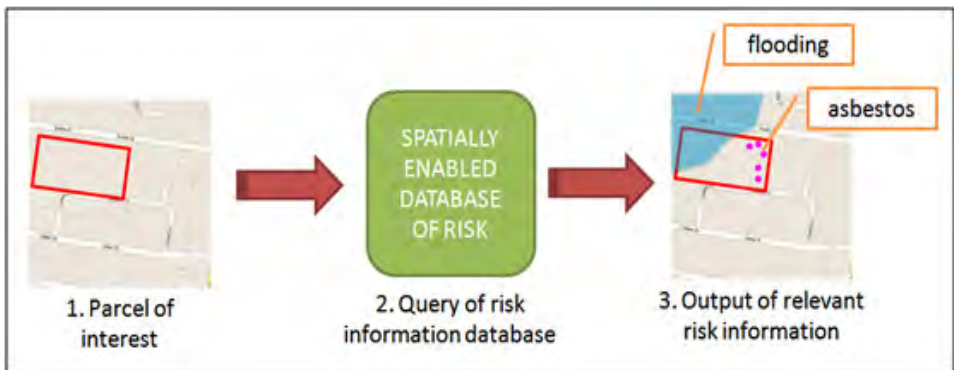 flooding
asbestos
SPATIALLY
ENABLED
DATABASE
OF RISK
1. Parcel of
interest
2. Query of risk
information database
3. Output of relevant
risk information